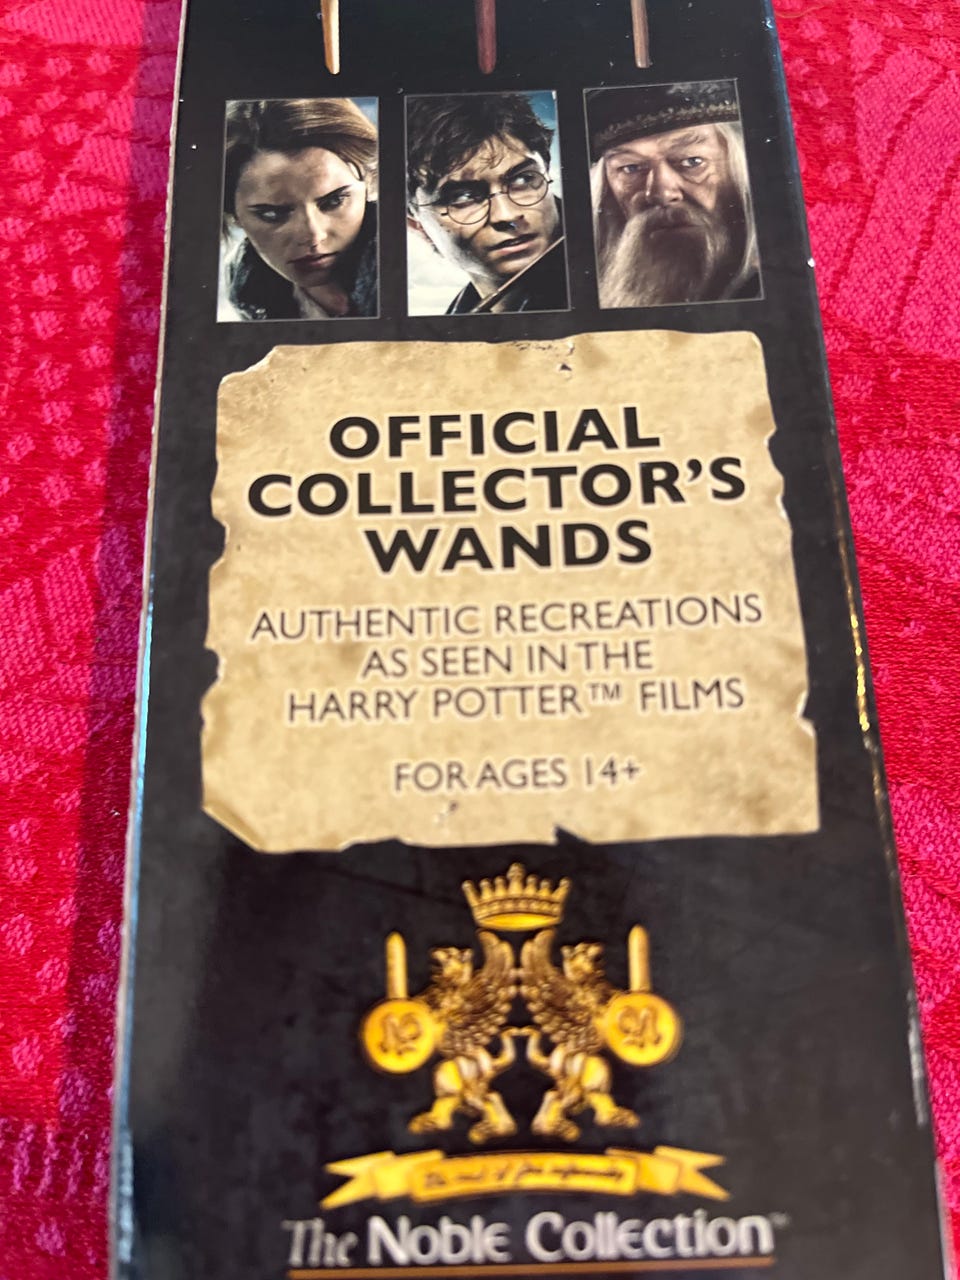 OFFICIAL
COLLECTOR'S
WANDS
AUTHENTIC RECREATIONS
AS SEEN IN THE
HARRY POTTER™ FILMS
FOR AGES 14+
The Noble Collection™